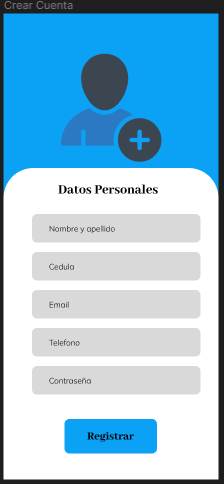 Crear Cuenta
Datos Personales
Nombre y apellido
Cedula
Email
Telefono
Contraseña
Registrar